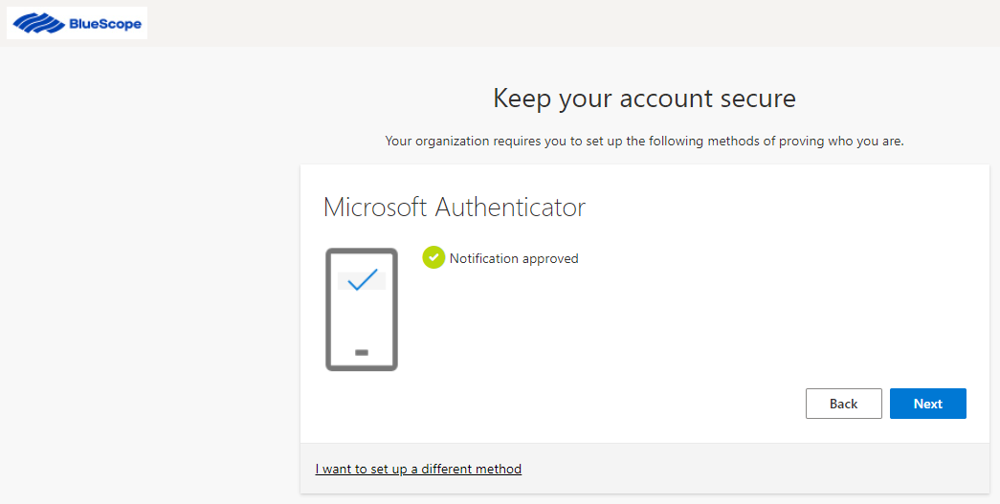 BlueScope
Keep your account secure
Your organization requires you to set up the following methods of proving who you are.
Microsoft Authenticator
Notification approved
Back
Next
I want to set up a different method